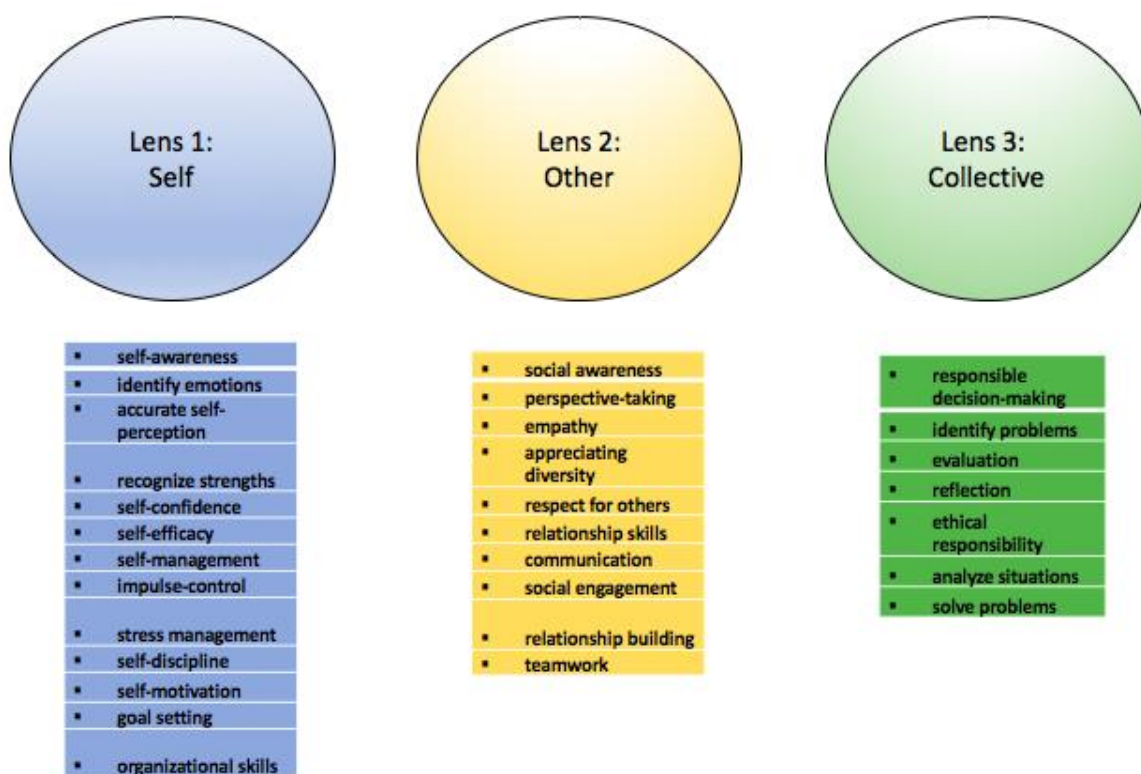 Lens 1:
Self
Lens 2:
Other
Lens 3:
Collective
▪ self-awareness
▪ identify emotions
▪ accurate self-
perception
▪ recognize strengths
▪ self-confidence
▪ self-efficacy
▪ self-management
▪ impulse-control
▪ stress management
▪ self-discipline
▪ self-motivation
▪ goal setting
▪ organizational skills
▪ social awareness
▪ perspective-taking
▪ empathy
▪ appreciating
diversity
▪ respect for others
▪ relationship skills
▪ communication
▪ social engagement
▪ relationship building
▪ teamwork
▪ responsible
decision-making
▪ identify problems
▪ evaluation
▪ reflection
▪ ethical
responsibility
▪ analyze situations
▪ solve problems